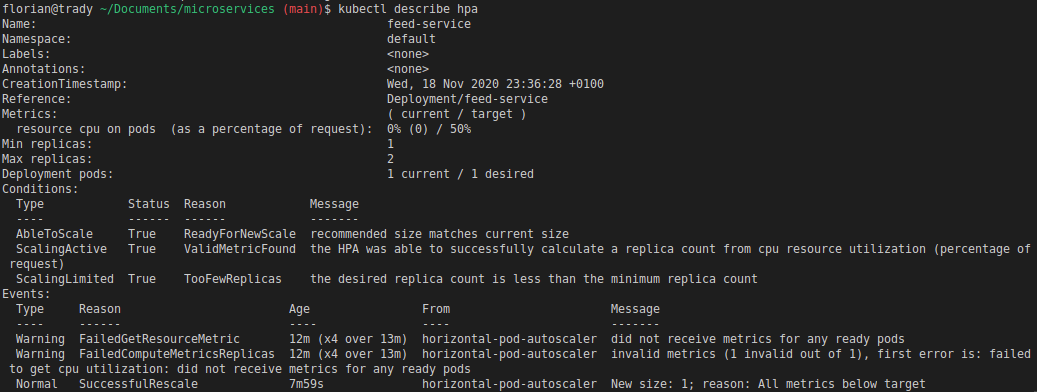 florian@trady ~/Documents/microservices (main)$ kubectl describe hpa
Name: feed-service
Namespace: default
Labels: <none>
Annotations: <none>
CreationTimestamp: Wed, 18 Nov 2020 23:36:28 +0100
Reference: Deployment/feed-service
Metrics: ( current / target )
  resource cpu on pods  (as a percentage of request):  0% (0) / 50%
Min replicas: 1
Max replicas: 2
Deployment pods: 1 current / 1 desired
Conditions:
  Type            Status  Reason            Message
  ----            ------  ------            -------
  AbleToScale     True    ReadyForNewScale  recommended size matches current size
  ScalingActive   True    ValidMetricFound  the HPA was able to successfully calculate a replica count from cpu resource utilization (percentage of
 request)
  ScalingLimited  True    TooFewReplicas    the desired replica count is less than the minimum replica count
Events:
  Type     Reason                        Age                 From                       Message
  ----     ------                        ----                ----                       -------
  Warning  FailedGetResourceMetric       12m (x4 over 13m)  horizontal-pod-autoscaler  did not receive metrics for any ready pods
  Warning  FailedComputeMetricsReplicas  12m (x4 over 13m)  horizontal-pod-autoscaler  invalid metrics (1 invalid out of 1), first error is: failed
to get cpu utilization: did not receive metrics for any ready pods
  Normal   SuccessfulRescale             7m59s              horizontal-pod-autoscaler  New size: 1; reason: All metrics below target